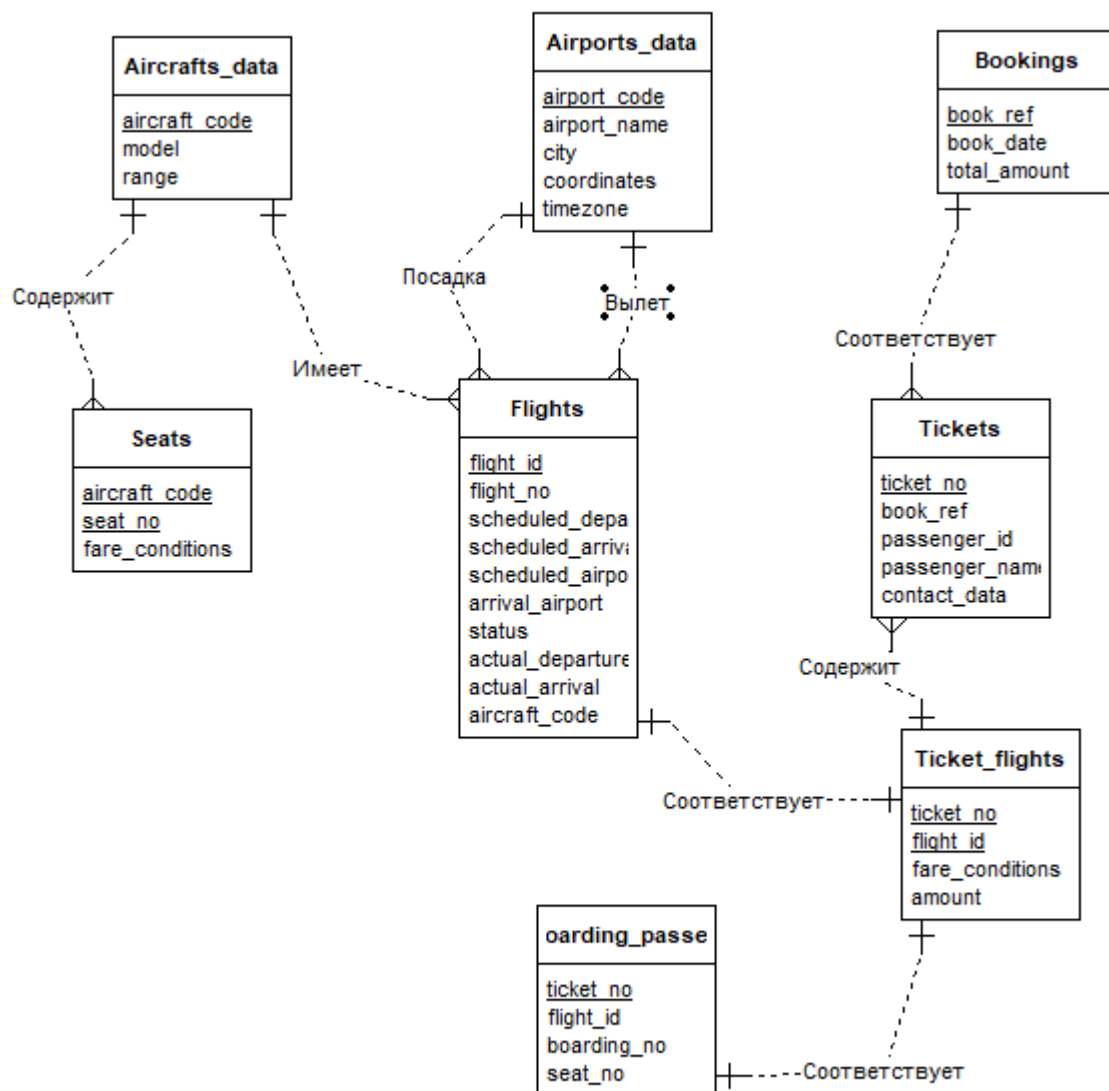 Aircrafts_data
aircraft_code
model
range
Airports_data
airport_code
airport_name
city
coordinates
timezone
Bookings
book_ref
book_date
total_amount
Содержит
Имеет
Посадка
Вылет
Соответствует
Seats
aircraft_code
seat_no
fare_conditions
Flights
flight_id
flight_no
scheduled_depa
scheduled_arriva
scheduled_airpo
arrival_airport
status
actual_departure
actual_arrival
aircraft_code
Tickets
ticket_no
book_ref
passenger_id
passenger_name
contact_data
Содержит
Соответствует
Ticket_flights
ticket_no
flight_id
fare_conditions
amount
oarding_passe
ticket_no
flight_id
boarding_no
seat_no
Соответствует